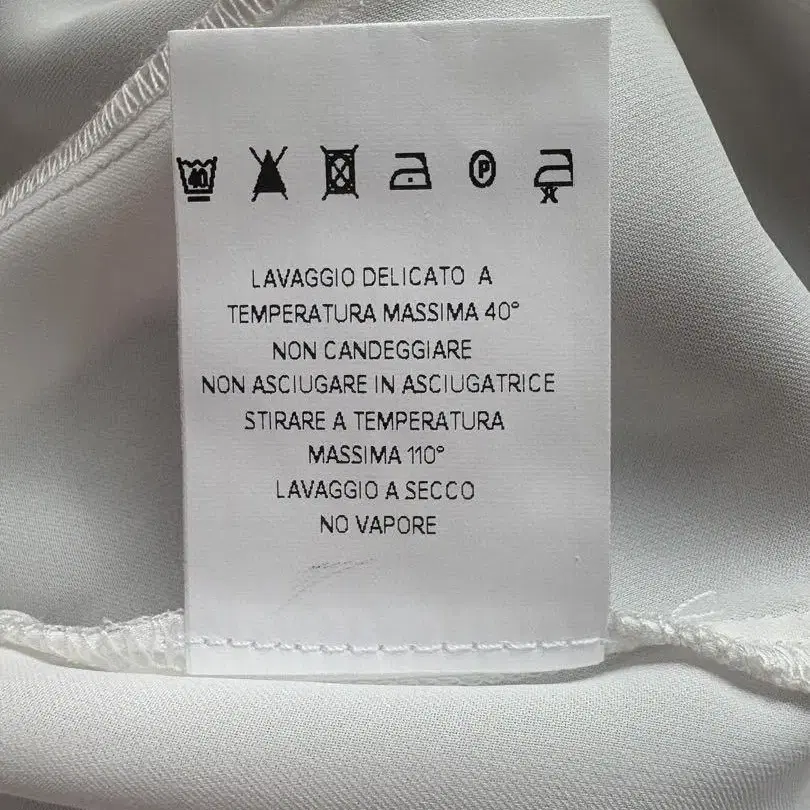 40 P
LAVAGGIO DELICATO A
TEMPERATURA MASSIMA 40°
NON CANDEGGIARE
NON ASCIUGARE IN ASCIUGATRICE
STIRARE A TEMPERATURA
MASSIMA 110°
LAVAGGIO A SECCO
NO VAPORE